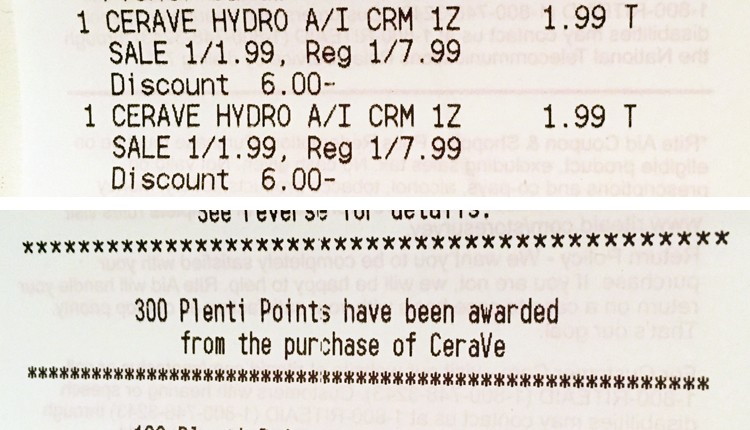 1 CERAVE HYDRO A/I CRM 1Z 1.99 T
SALE 1/1.99, Reg 1/7.99
Discount 6.00-
1 CERAVE HYDRO A/I CRM 1Z 1.99 T
SALE 1/1.99, Reg 1/7.99
Discount 6.00-
See reverse for details.
******************************************
300 Plenti Points have been awarded
from the purchase of CeraVe
******************************************